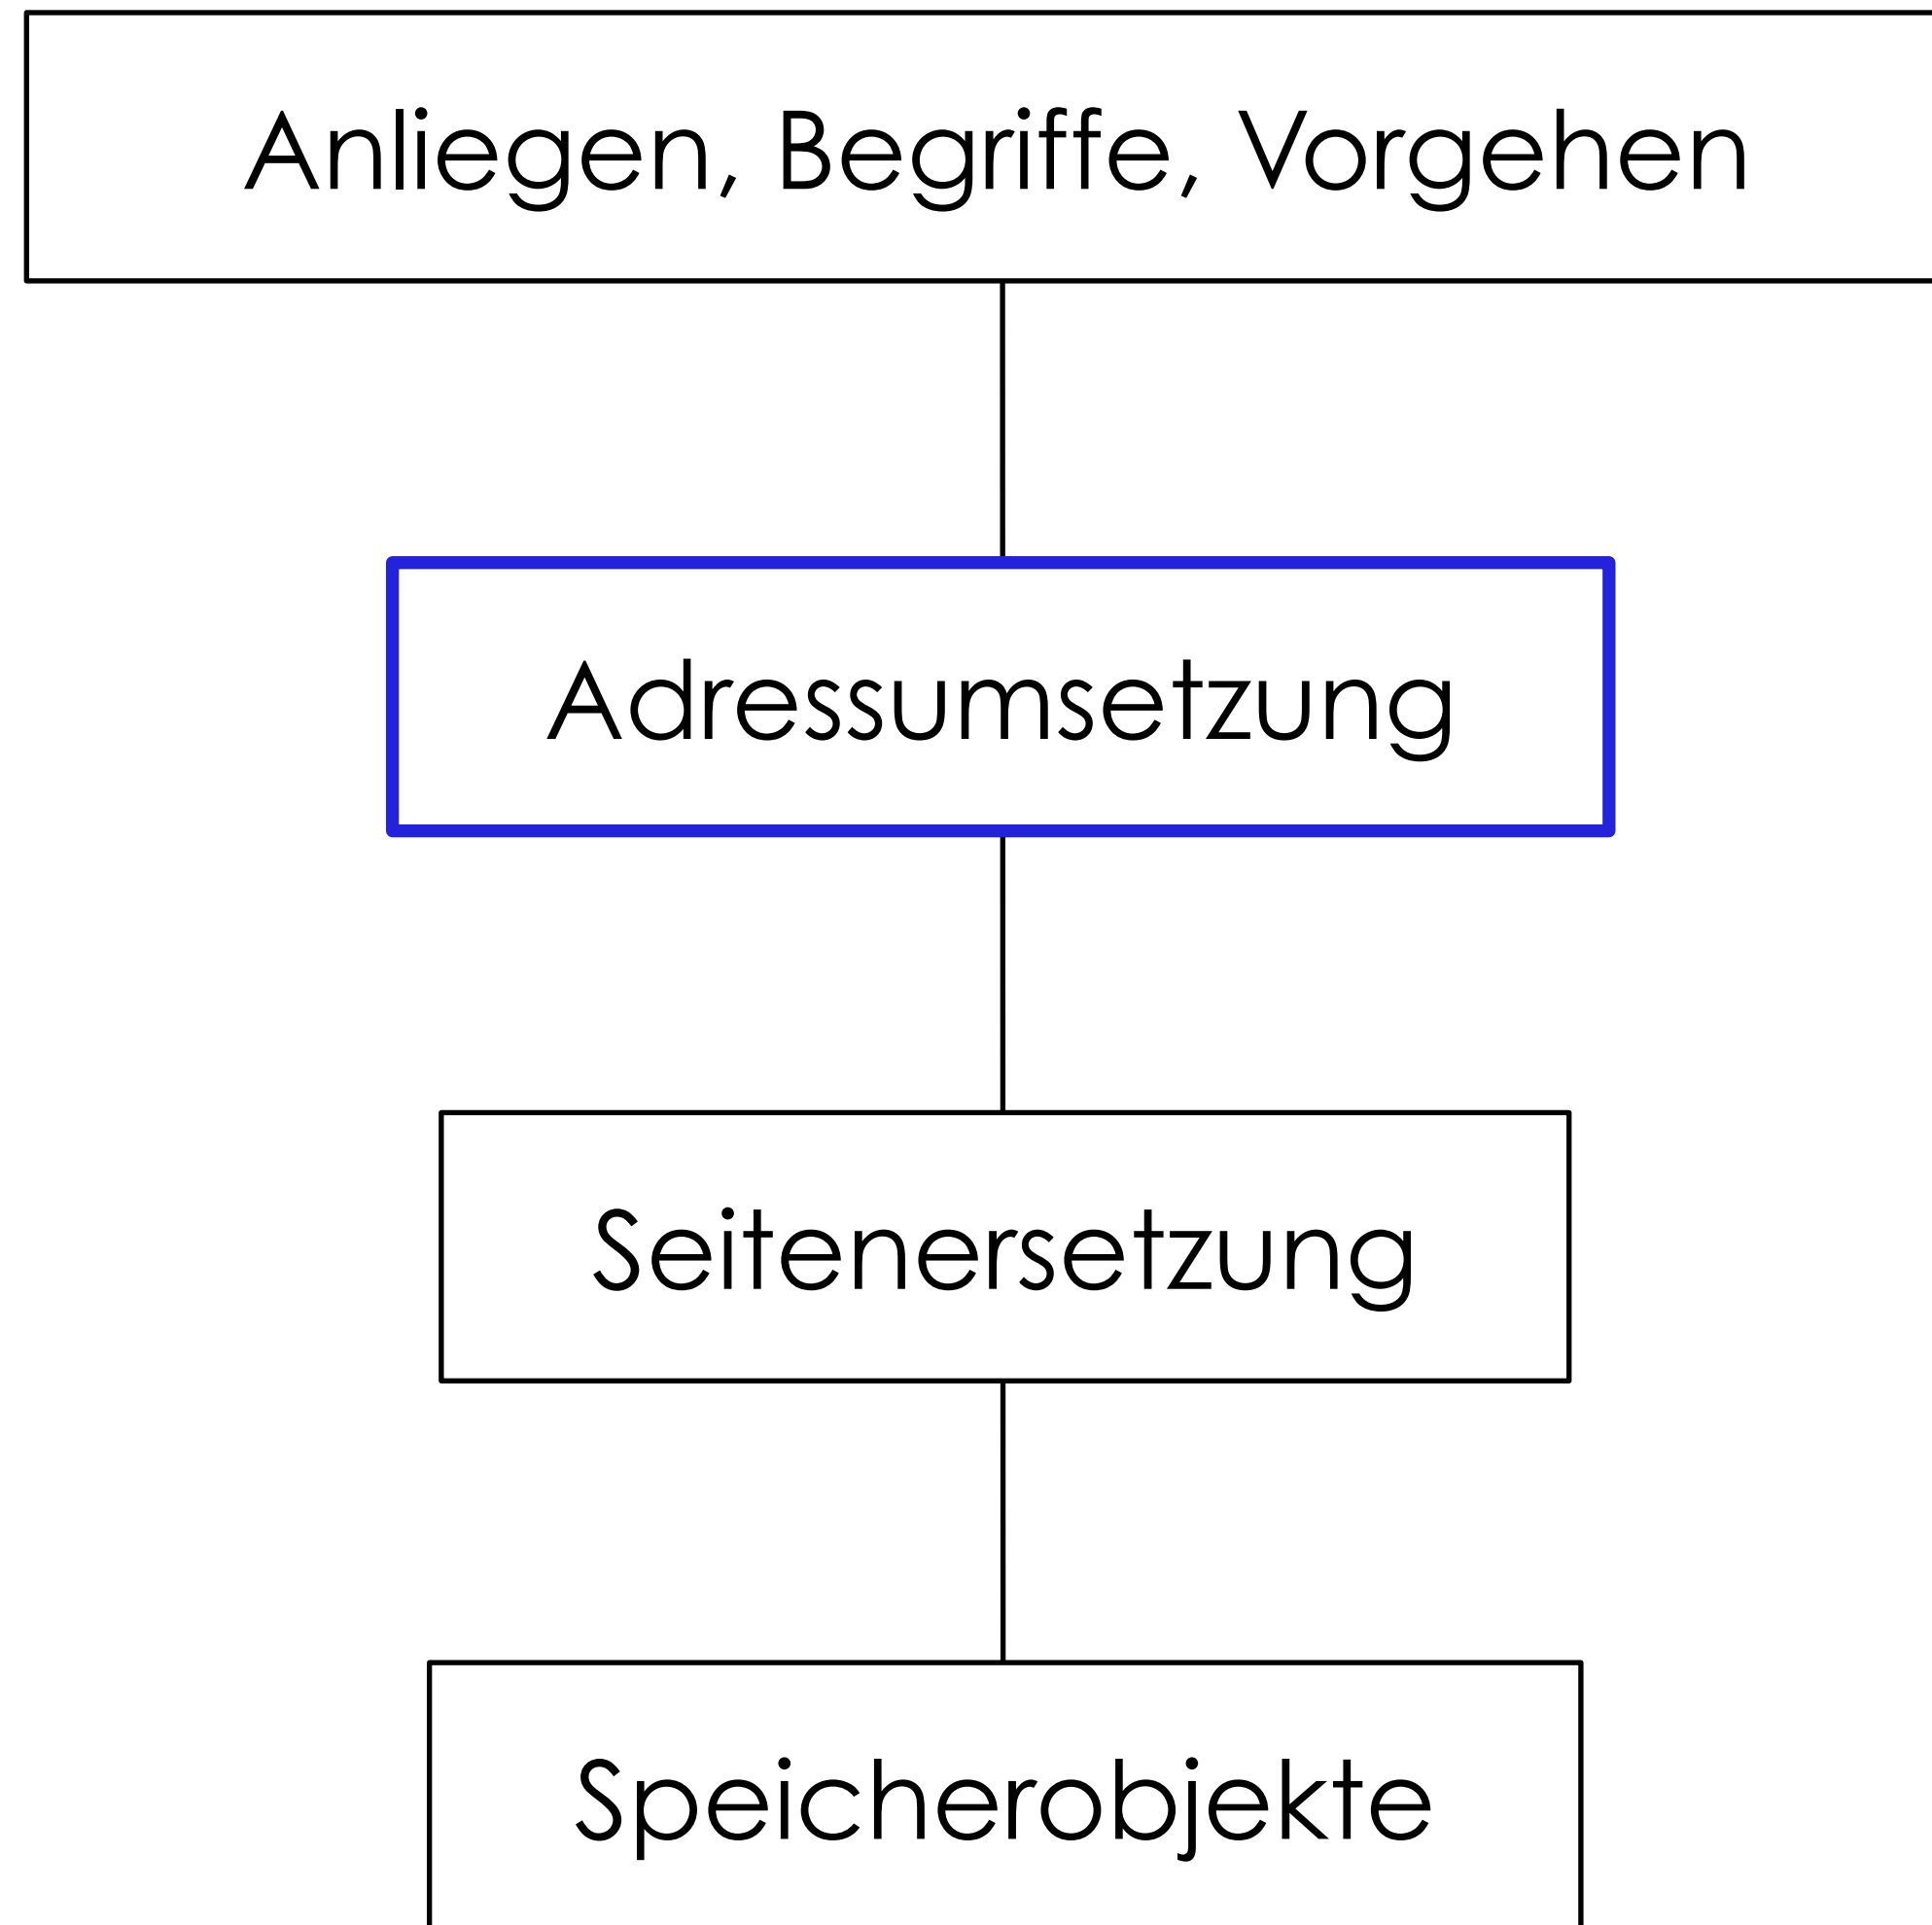 Anliegen, Begriffe, Vorgehen
Adressumsetzung
Seitenersetzung
Speicherobjekte